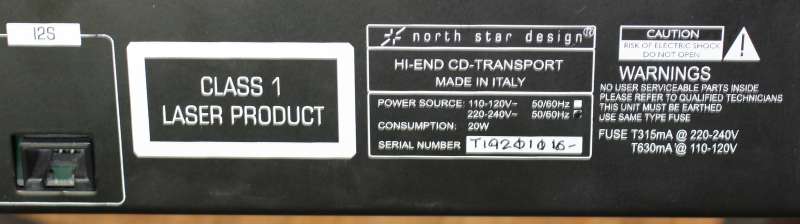 I2S
CLASS 1
LASER PRODUCT
north star design®
HI-END CD-TRANSPORT
MADE IN ITALY
POWER SOURCE: 110-120V~ 50/60Hz
220-240V~ 50/60Hz
CONSUMPTION: 20W
SERIAL NUMBER T19201016-
CAUTION
RISK OF ELECTRIC SHOCK
DO NOT OPEN
WARNINGS
NO USER SERVICEABLE PARTS INSIDE
PLEASE REFER TO QUALIFIED TECHNICIANS
THIS UNIT MUST BE EARTHED
USE SAME TYPE FUSE
FUSE T315mA @ 220-240V
T630mA @ 110-120V